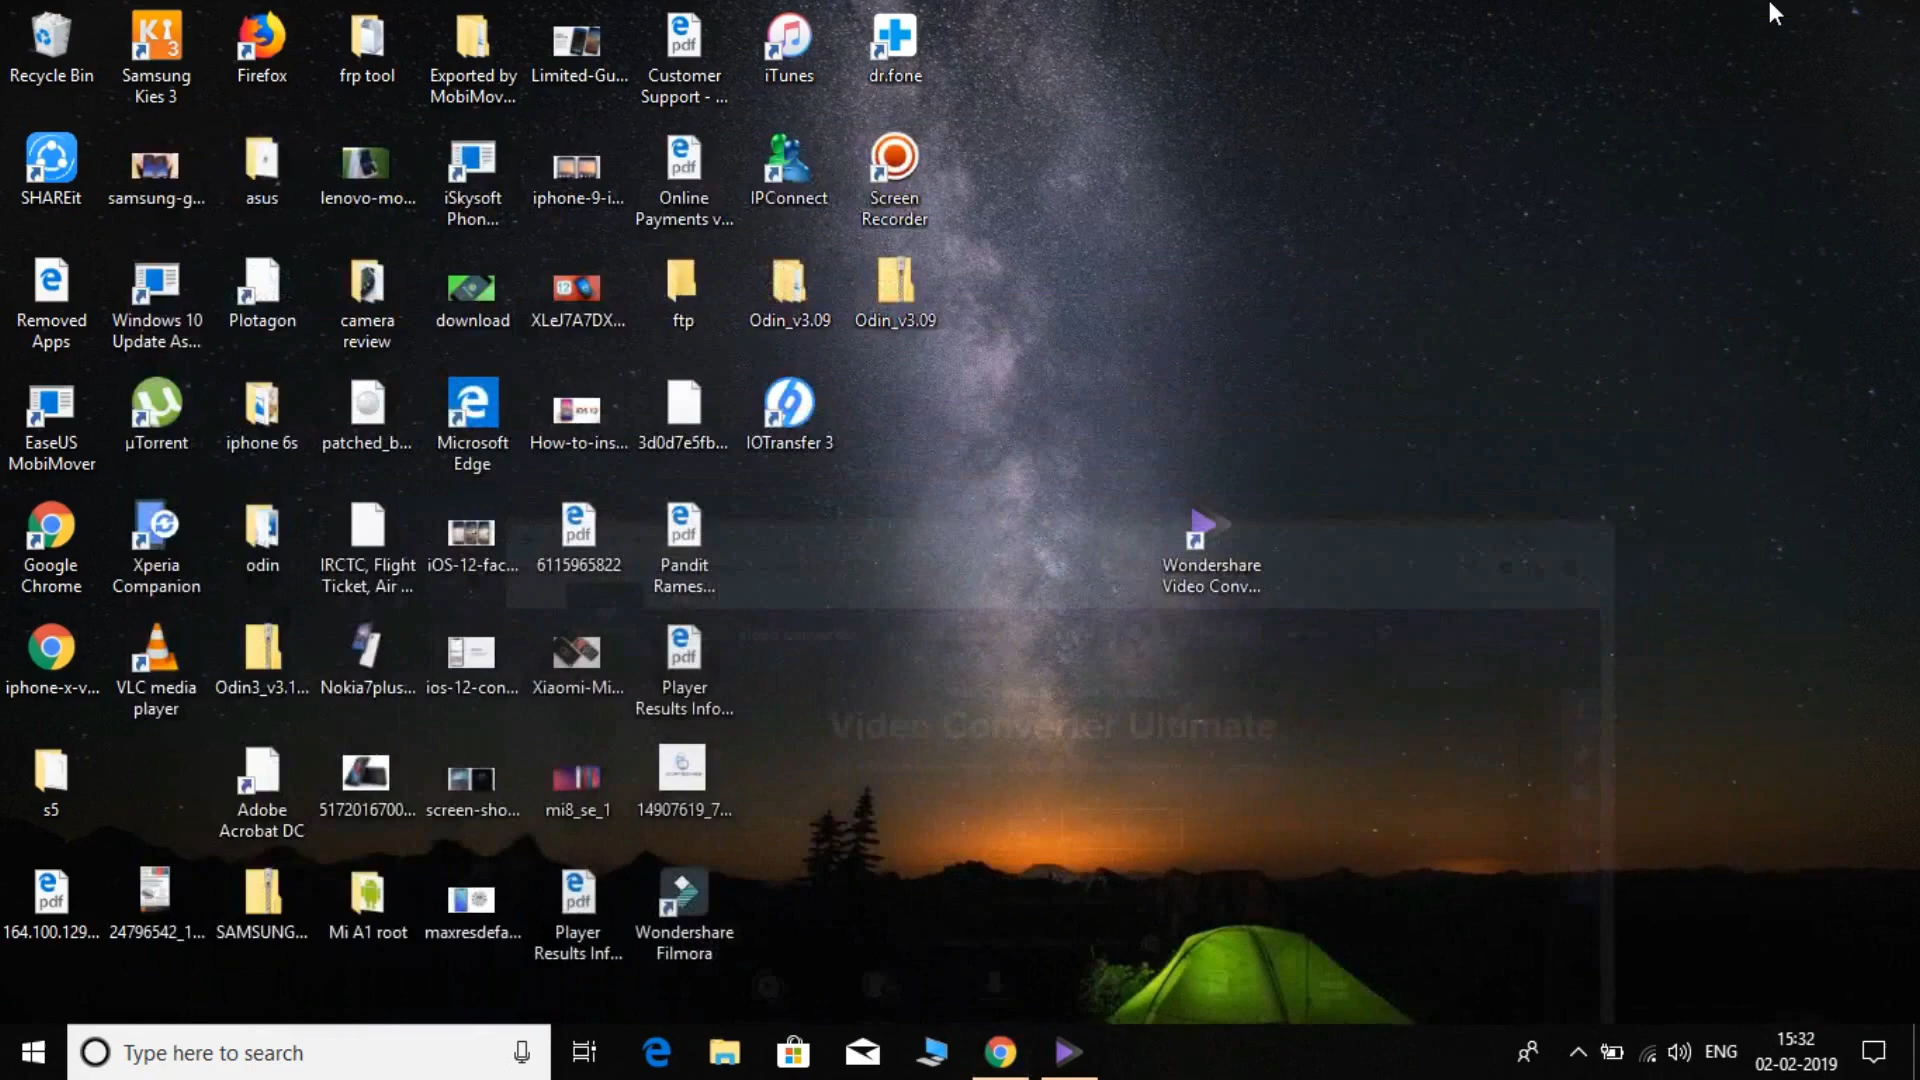 Recycle Bin
Samsung
Kies 3
Firefox
frp tool
Exported by
MobiMov...
Limited-Gu...
Customer
Support - ...
iTunes
dr.fone
SHAREit
samsung-g...
asus
lenovo-mo...
iSkysoft
Phon...
iphone-9-i...
Online
Payments v...
IPConnect
Screen
Recorder
Removed
Apps
Windows 10
Update As...
Plotagon
camera
review
download
XLeJ7A7DX...
ftp
Odin_v3.09
Odin_v3.09
EaseUS
MobiMover
µTorrent
iphone 6s
patched_b...
Microsoft
Edge
How-to-ins...
3d0d7e5fb...
IOTransfer 3
Google
Chrome
Xperia
Companion
odin
IRCTC, Flight
Ticket, Air ...
iOS-12-fac...
6115965822
Pandit
Rames...
Wondershare
Video Conv...
iphone-x-v...
VLC media
player
Odin3_v3.1...
Nokia7plus...
ios-12-con...
Xiaomi-Mi...
Player
Results Info...
Video Converter Ultimate
s5
Adobe
Acrobat DC
5172016700...
screen-sho...
mi8_se_1
14907619_7...
164.100.129...
24796542_1...
SAMSUNG...
Mi A1 root
maxresdefa...
Player
Results Inf...
Wondershare
Filmora
Type here to search
ENG
15:32
02-02-2019